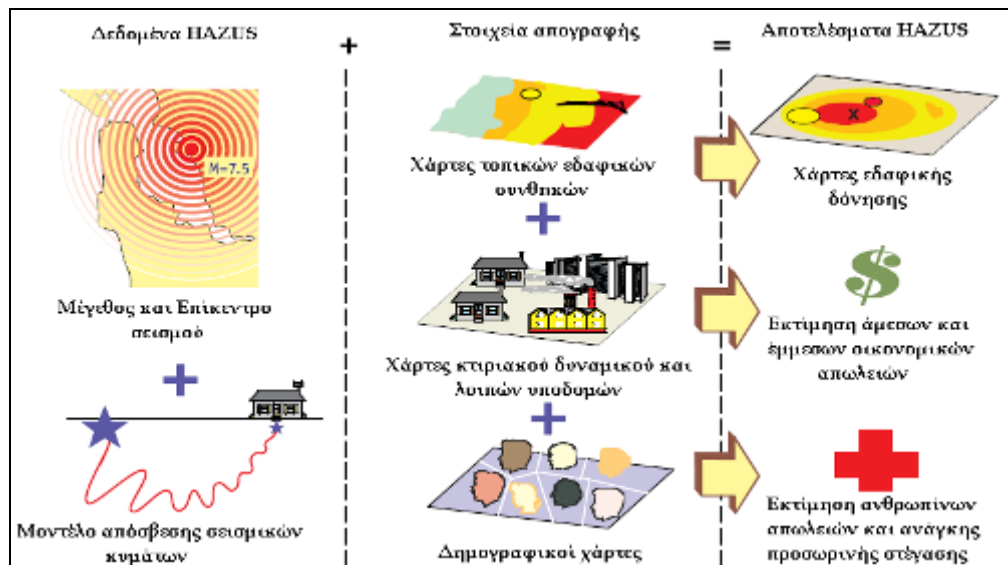 Δεδομένα HAZUS
+
Στοιχεία απογραφής
=
Αποτελέσματα HAZUS
M=7.5
Μέγεθος και Επίκεντρο
σεισμού
+
Μοντέλο απόσβεσης σεισμικών
κυμάτων
Χάρτες τοπικών εδαφικών
συνθηκών
+
Χάρτες κτιριακού δυναμικού και
λοιπών υποδομών
+
Δημογραφικοί χάρτες
X
Χάρτες εδαφικής
δόνησης
$
Εκτίμηση άμεσων και
έμμεσων οικονομικών
απωλειών
Εκτίμηση ανθρωπίνων
απωλειών και ανάγκης
προσωρινής στέγασης